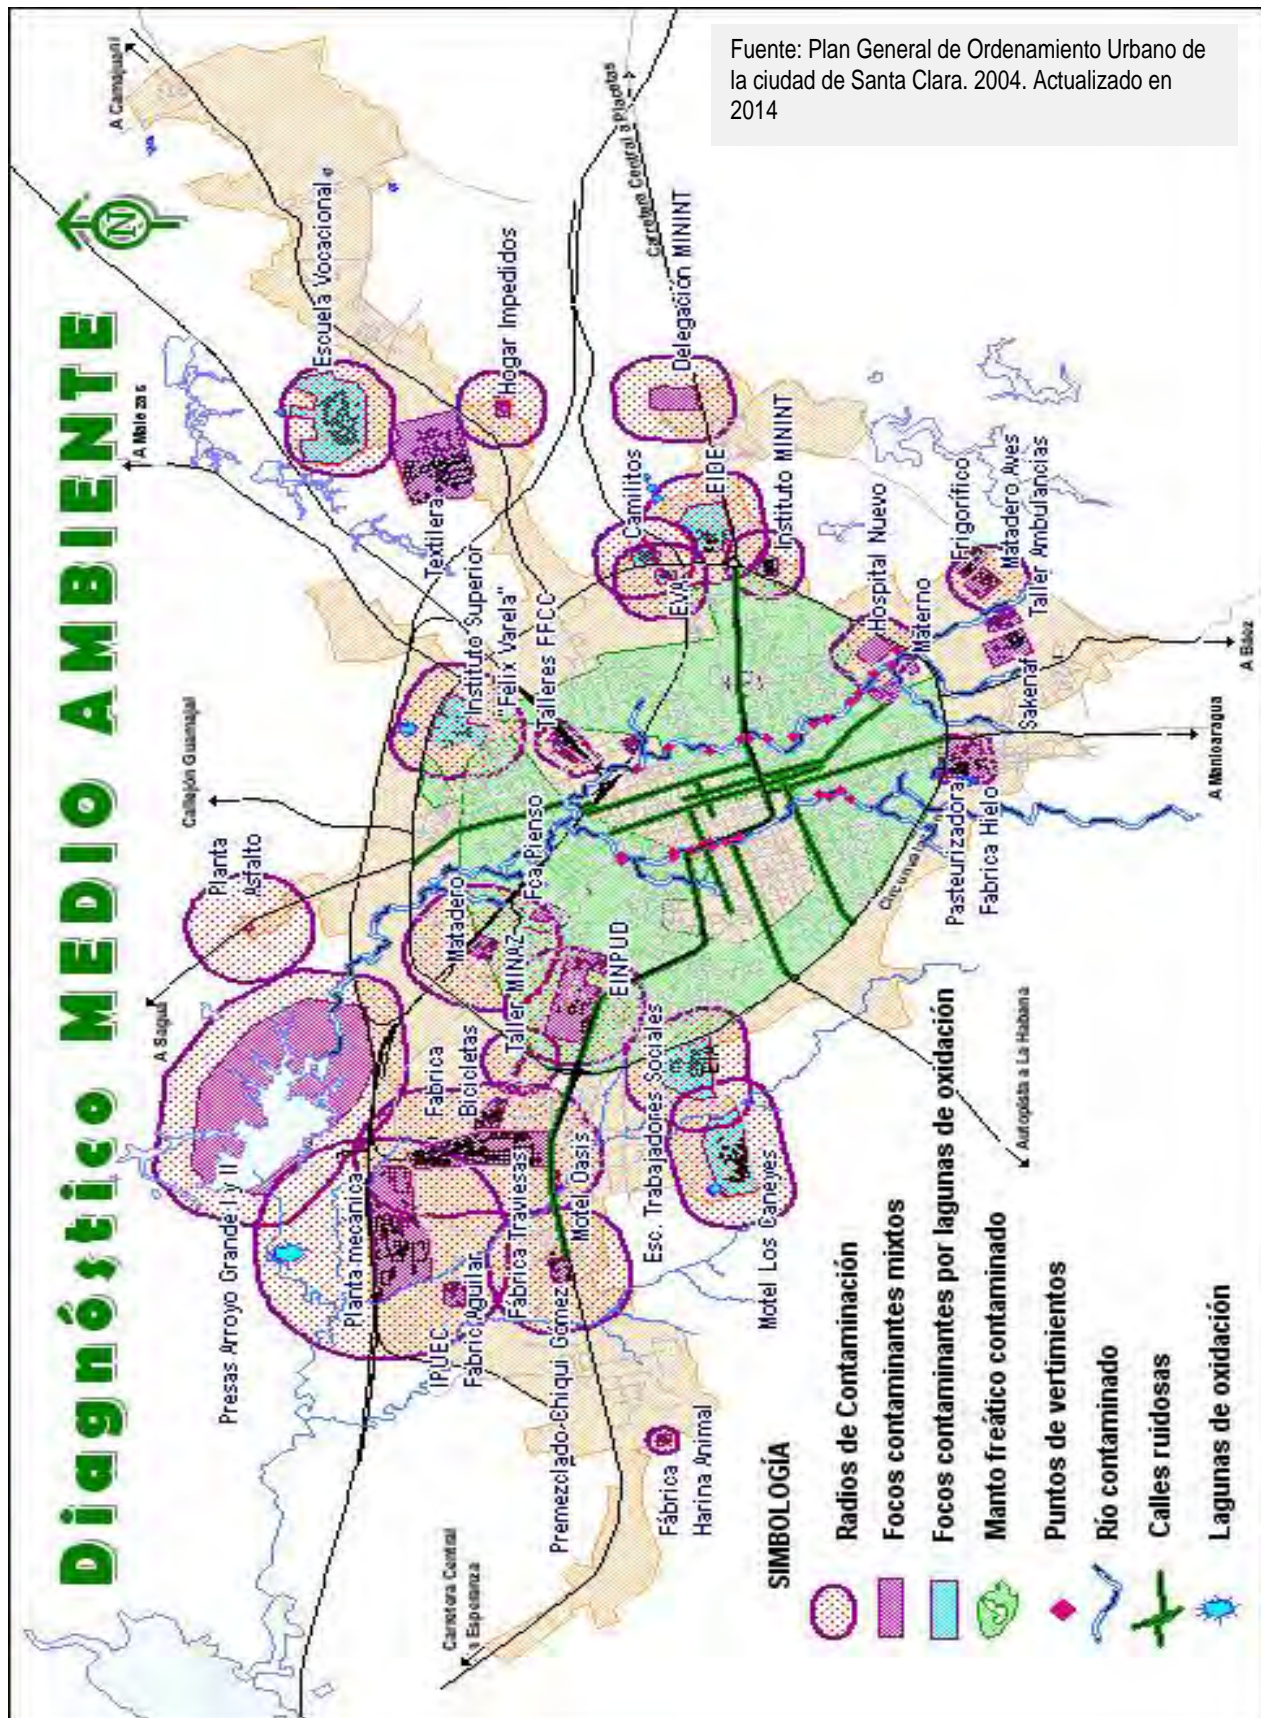 Fuente: Plan General de Ordenamiento Urbano de
la ciudad de Santa Clara. 2004. Actualizado en
2014
Diagnóstico MEDIO AMBIENTE
N
A Camajuaní
A Malezas
Callejón Guamajal
A Sagua
Carretera Central
a Esperanza
Carretera Central a Placetas
Escuela Vocacional
Hogar Impedidos
Textilera
Instituto Superior
"Félix Varela"
Talleres FFCC
Planta
Asfalto
Presas Arroyo Grande I y II
Matadero
Fca Pienso
Taller MINAZ
EINPUD
Fabrica
Bicicletas
Planta mecánica
IPUEC
Fabric Aguilar
Fábrica Traviesas
Motel Oasis
Premezclado-Chiqui Gómez
Fábrica
Harina Animal
Esc. Trabajadores Sociales
Motel Los Caneyes
Delegación MININT
Camilitos
EIDE
EVA
Instituto MININT
Hospital Nuevo
Materno
Frigorífico
Matadero Aves
Taller Ambulancias
Sakenaf
Pasteurizadora
Fabrica Hielo
A Báez
A Manicaragua
Autopista a La Habana
SIMBOLOGÍA
Radios de Contaminación
Focos contaminantes mixtos
Focos contaminantes por lagunas de oxidación
Manto freático contaminado
Puntos de vertimientos
Río contaminado
Calles ruidosas
Lagunas de oxidación